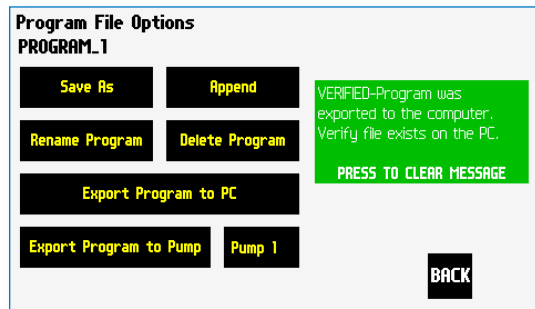 Program File Options
PROGRAM_1
Save As
Append
VERIFIED-Program was
exported to the computer.
Verify file exists on the PC.
PRESS TO CLEAR MESSAGE
Rename Program
Delete Program
Export Program to PC
Export Program to Pump
Pump 1
BACK